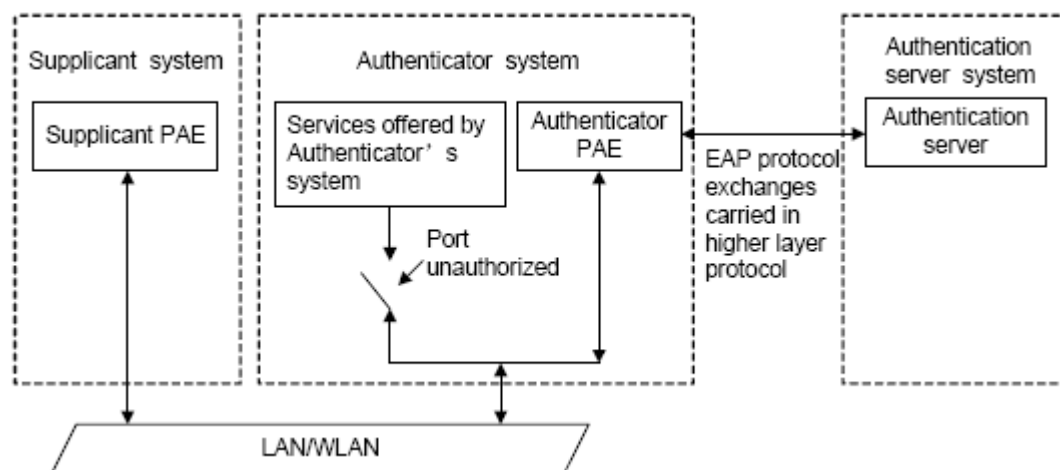 Supplicant system
Supplicant PAE
Authenticator system
Services offered by
Authenticator's
system
Authenticator
PAE
Port
unauthorized
EAP protocol
exchanges
carried in
higher layer
protocol
Authentication
server system
Authentication
server
LAN/WLAN